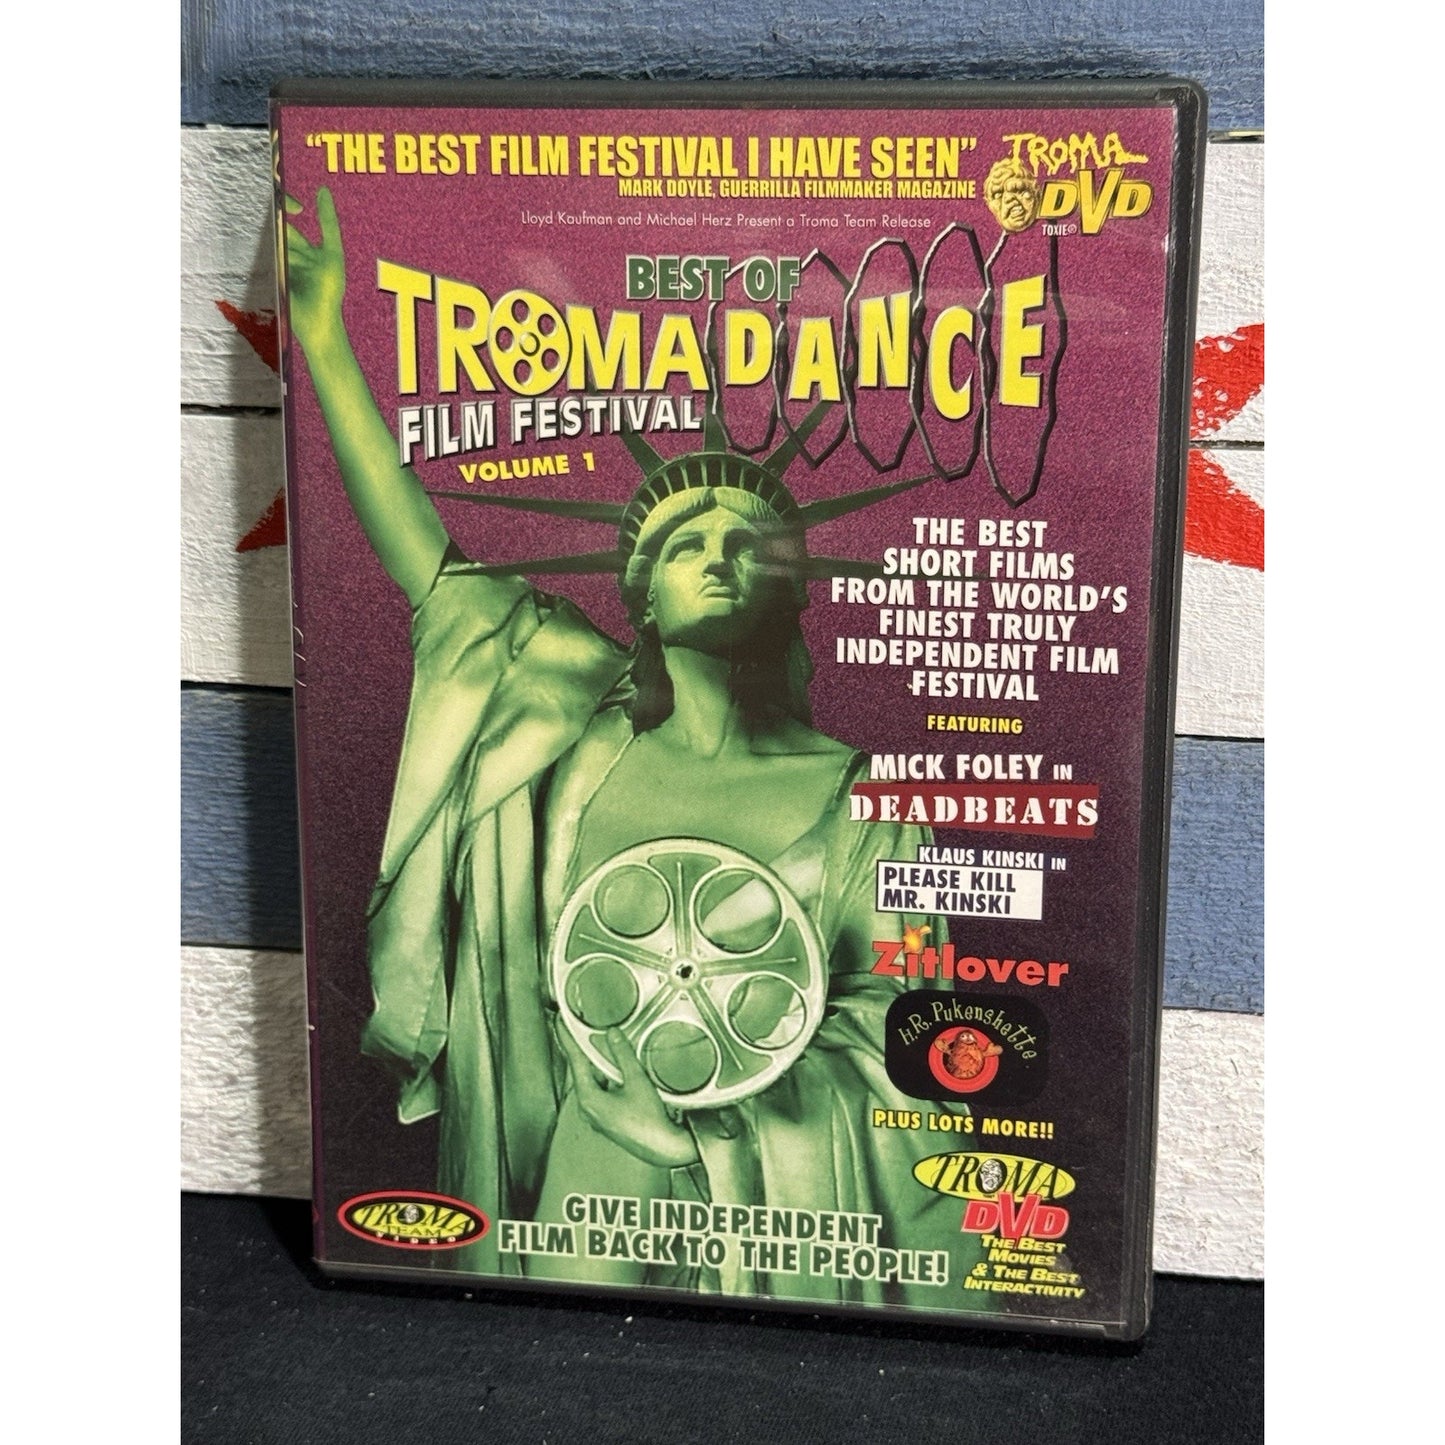 "THE BEST FILM FESTIVAL I HAVE SEEN"
MARK DOYLE, GUERRILLA FILMMAKER MAGAZINE
TROMA
DVD
TOXIE®
Lloyd Kaufman and Michael Herz Present a Troma Team Release
BEST OF
TROMADANCE
FILM FESTIVAL
VOLUME 1
THE BEST
SHORT FILMS
FROM THE WORLD'S
FINEST TRULY
INDEPENDENT FILM
FESTIVAL
FEATURING
MICK FOLEY IN
DEADBEATS
KLAUS KINSKI IN
PLEASE KILL
MR. KINSKI
Zitlover
H.R. Pukenshette
PLUS LOTS MORE!!
TROMA
DVD
THE BEST
MOVIES
& THE BEST
INTERACTIVITY
TROMA
TEAM
VIDEO
GIVE INDEPENDENT
FILM BACK TO THE PEOPLE!